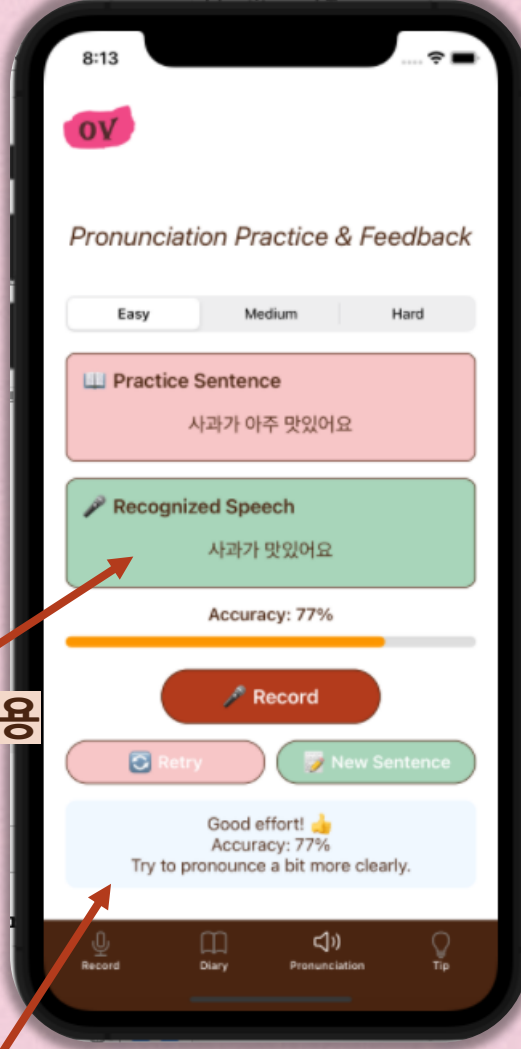 8:13
ov
Pronunciation Practice & Feedback
Easy Medium Hard
📖 Practice Sentence
사과가 아주 맛있어요
🎤 Recognized Speech
사과가 맛있어요
Accuracy: 77%
🎤 Record
용
🔄 Retry 📝 New Sentence
Good effort! 👍
Accuracy: 77%
Try to pronounce a bit more clearly.
Record Diary Pronunciation Tip